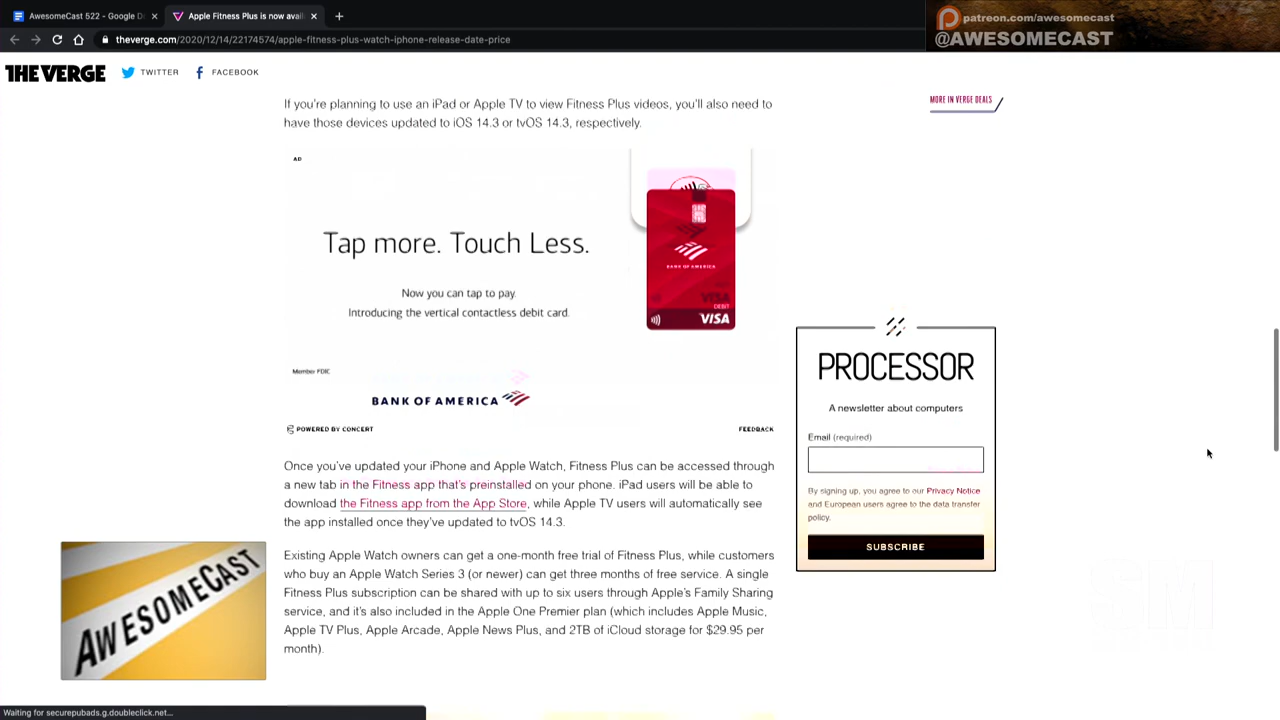 AwesomeCast 522 - Google D
Apple Fitness Plus is now avai
theverge.com/2020/12/14/22174574/apple-fitness-plus-watch-iphone-release-date-price
patreon.com/awesomecast
@AWESOMECAST
THE VERGE
TWITTER
FACEBOOK
If you’re planning to use an iPad or Apple TV to view Fitness Plus videos, you’ll also need to
have those devices updated to iOS 14.3 or tvOS 14.3, respectively.
MORE IN VERGE DEALS
AD
Tap more. Touch Less.
Now you can tap to pay.
Introducing the vertical contactless debit card.
BANK OF AMERICA
DEBIT
VISA
Member FDIC
BANK OF AMERICA
POWERED BY CONCERT
FEEDBACK
PROCESSOR
A newsletter about computers
Email (required)
By signing up, you agree to our Privacy Notice
and European users agree to the data transfer
policy.
SUBSCRIBE
Once you’ve updated your iPhone and Apple Watch, Fitness Plus can be accessed through
a new tab in the Fitness app that’s preinstalled on your phone. iPad users will be able to
download the Fitness app from the App Store, while Apple TV users will automatically see
the app installed once they’ve updated to tvOS 14.3.
Existing Apple Watch owners can get a one-month free trial of Fitness Plus, while customers
who buy an Apple Watch Series 3 (or newer) can get three months of free service. A single
Fitness Plus subscription can be shared with up to six users through Apple’s Family Sharing
service, and it’s also included in the Apple One Premier plan (which includes Apple Music,
Apple TV Plus, Apple Arcade, Apple News Plus, and 2TB of iCloud storage for $29.95 per
month).
AWESOMECAST
SM
Waiting for securepubads.g.doubleclick.net...